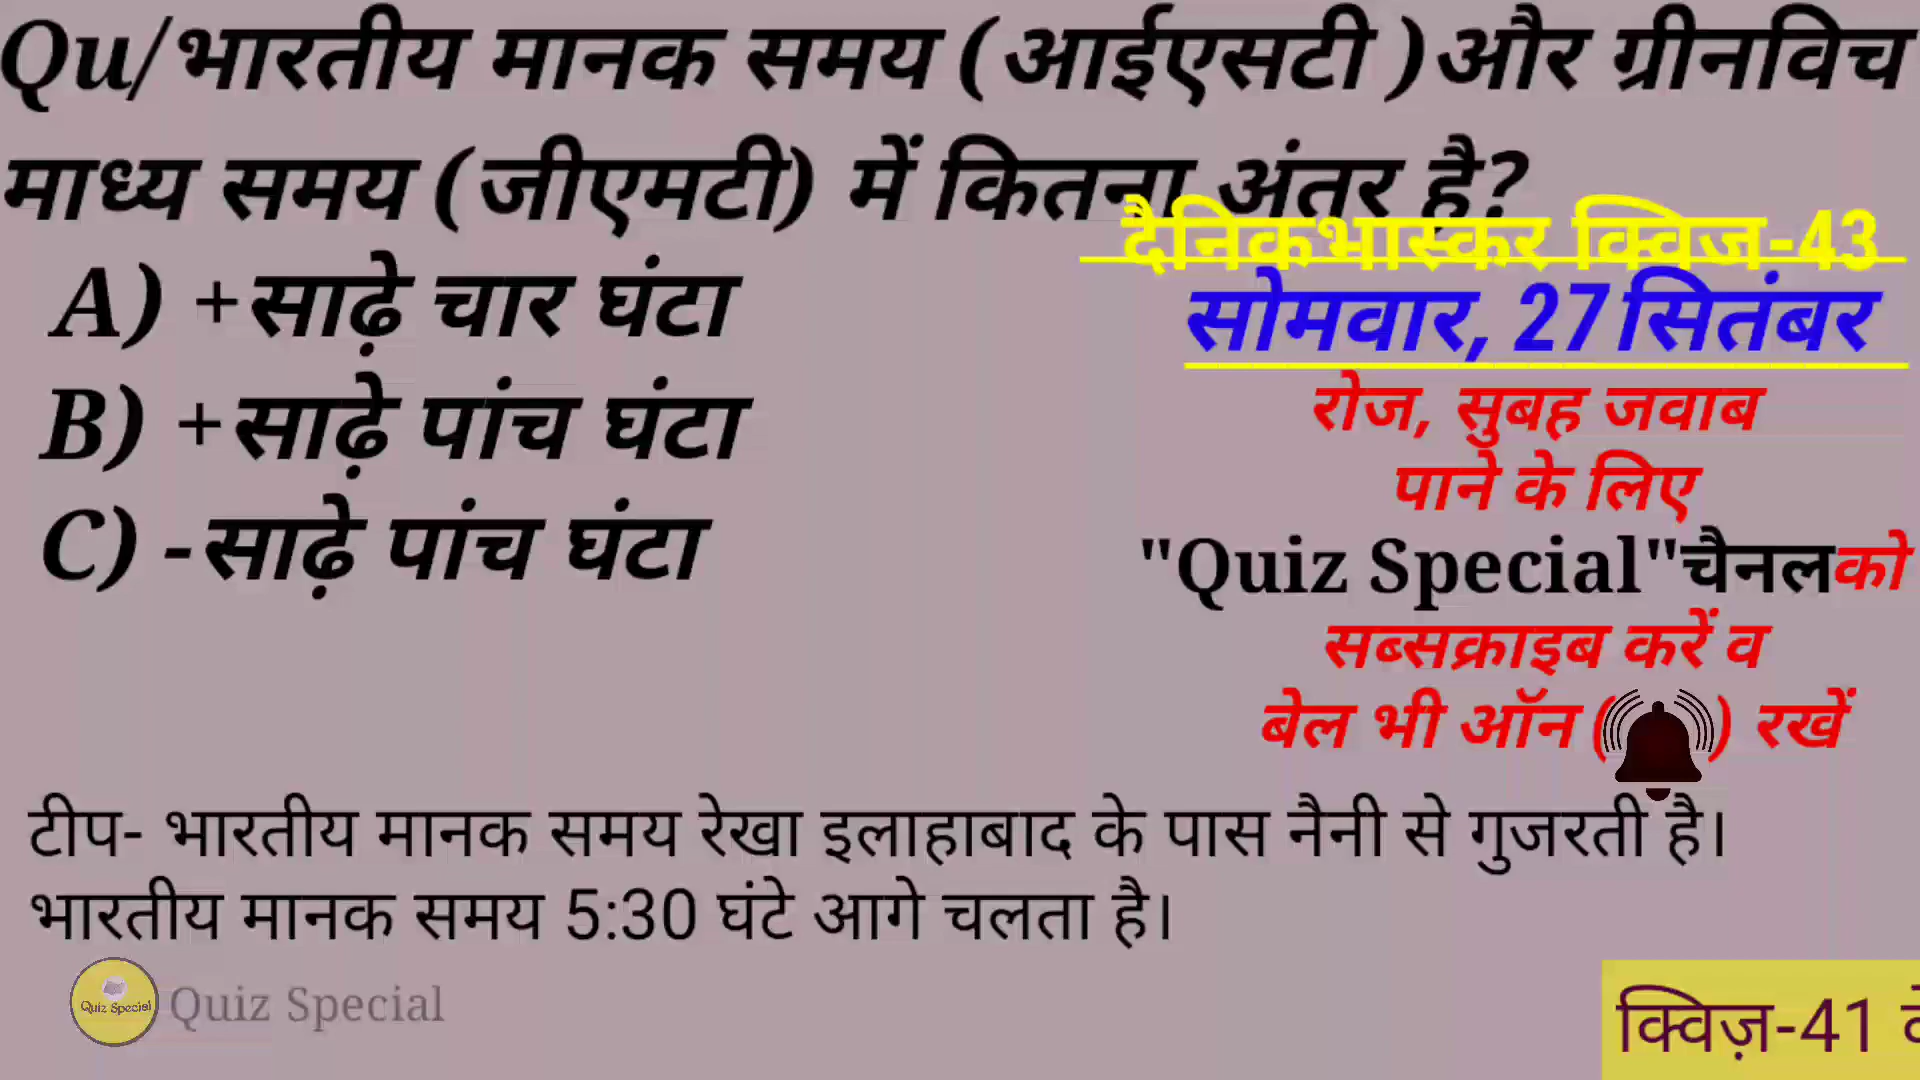 Qu/भारतीय मानक समय (आईएसटी )और ग्रीनविच
माध्य समय (जीएमटी) में कितना अंतर है?
A) +साढ़े चार घंटा
B) +साढ़े पांच घंटा
C) -साढ़े पांच घंटा
दैनिकभास्कर क्विज-43
सोमवार, 27 सितंबर
रोज, सुबह जवाब
पाने के लिए
"Quiz Special"चैनलको
सब्सक्राइब करें व
बेल भी ऑन ( ) रखें
टीप- भारतीय मानक समय रेखा इलाहाबाद के पास नैनी से गुजरती है।
भारतीय मानक समय 5:30 घंटे आगे चलता है।
Quiz Special
Quiz Special
क्विज़-41